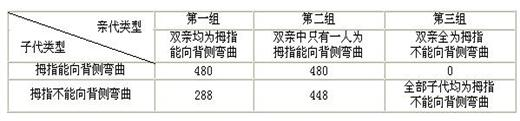 亲代类型
子代类型
第一组
第二组
第三组
双亲均为拇指
能向背侧弯曲
双亲中只有一人为
拇指能向背侧弯曲
双亲全为拇指
不能向背侧弯曲
拇指能向背侧弯曲 480 480 0
拇指不能向背侧弯曲 288 448 全部子代均为拇指
不能向背侧弯曲